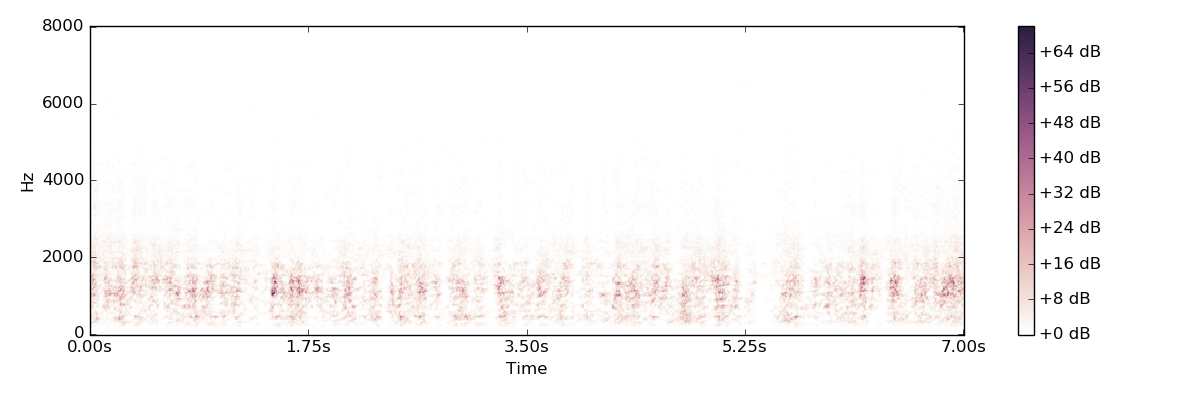 8000
6000
4000
2000
0
Hz
0.00s
1.75s
3.50s
5.25s
7.00s
Time
+64 dB
+56 dB
+48 dB
+40 dB
+32 dB
+24 dB
+16 dB
+8 dB
+0 dB